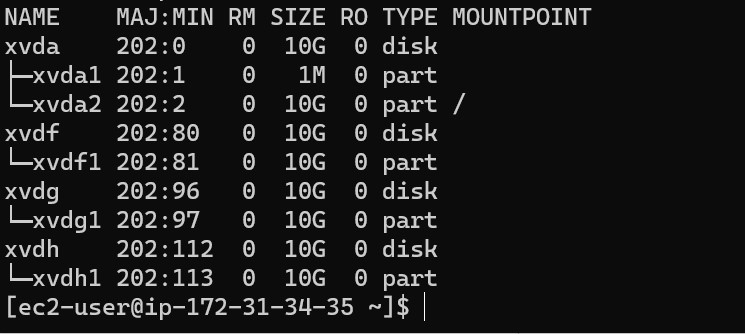 NAME    MAJ:MIN RM SIZE RO TYPE MOUNTPOINT
xvda    202:0    0  10G  0 disk
├─xvda1 202:1    0   1M  0 part
└─xvda2 202:2    0  10G  0 part /
xvdf    202:80   0  10G  0 disk
└─xvdf1 202:81   0  10G  0 part
xvdg    202:96   0  10G  0 disk
└─xvdg1 202:97   0  10G  0 part
xvdh    202:112  0  10G  0 disk
└─xvdh1 202:113  0  10G  0 part
[ec2-user@ip-172-31-34-35 ~]$